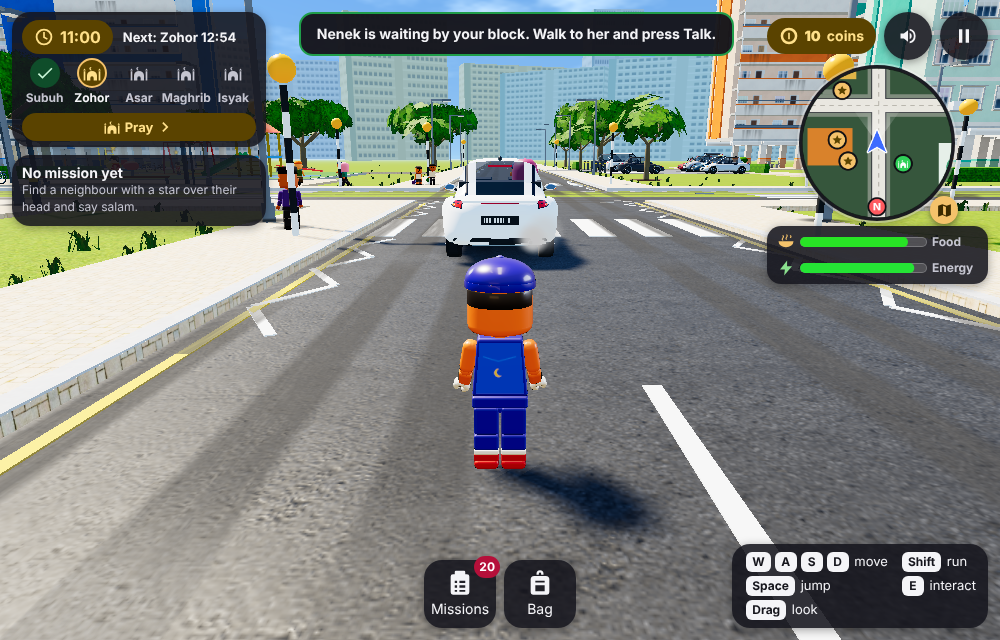 11:00
Next: Zohor 12:54
Subuh
Zohor
Asar
Maghrib
Isyak
Pray
No mission yet
Find a neighbour with a star over their
head and say salam.
Nenek is waiting by your block. Walk to her and press Talk.
10 coins
N
Food
Energy
20
Missions
Bag
W A S D move
Shift run
Space jump
E interact
Drag look